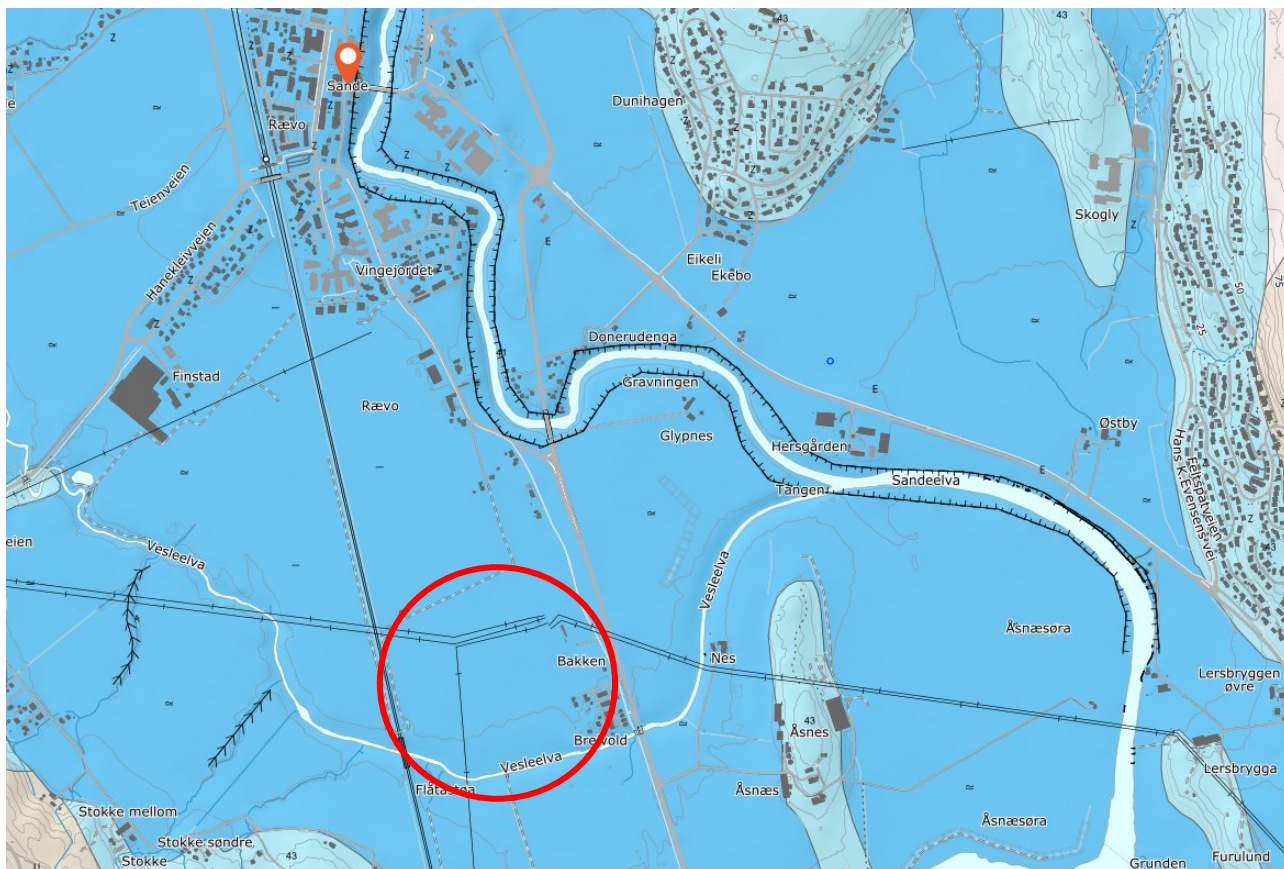 43
43
Z
Z
Sande
Z
Dunihagen
Z
Rævo
Z
Z
Z
Teienveien
Z
Z
Z
Skogly
Z
Hanekleivveien
E
Z
Eikeli
Ekebo
75
Vingejordet
Z
50
25
Donerudenga
Finstad
Gravningen
E
Rævo
Glypnes
Hersgården
Østby
Tangen
Sandeelva
E
Feltspatveien
Hans K Evensens vei
eien
Vesleelva
Vesleelva
Åsnæsøra
Bakken
Nes
Lersbryggen
øvre
43
Åsnes
Breivold
Vesleelva
Flåtastøa
Åsnæs
Lersbrygga
Stokke mellom
Åsnæsøra
Stokke søndre
43
Stokke
Grunden
Furulund